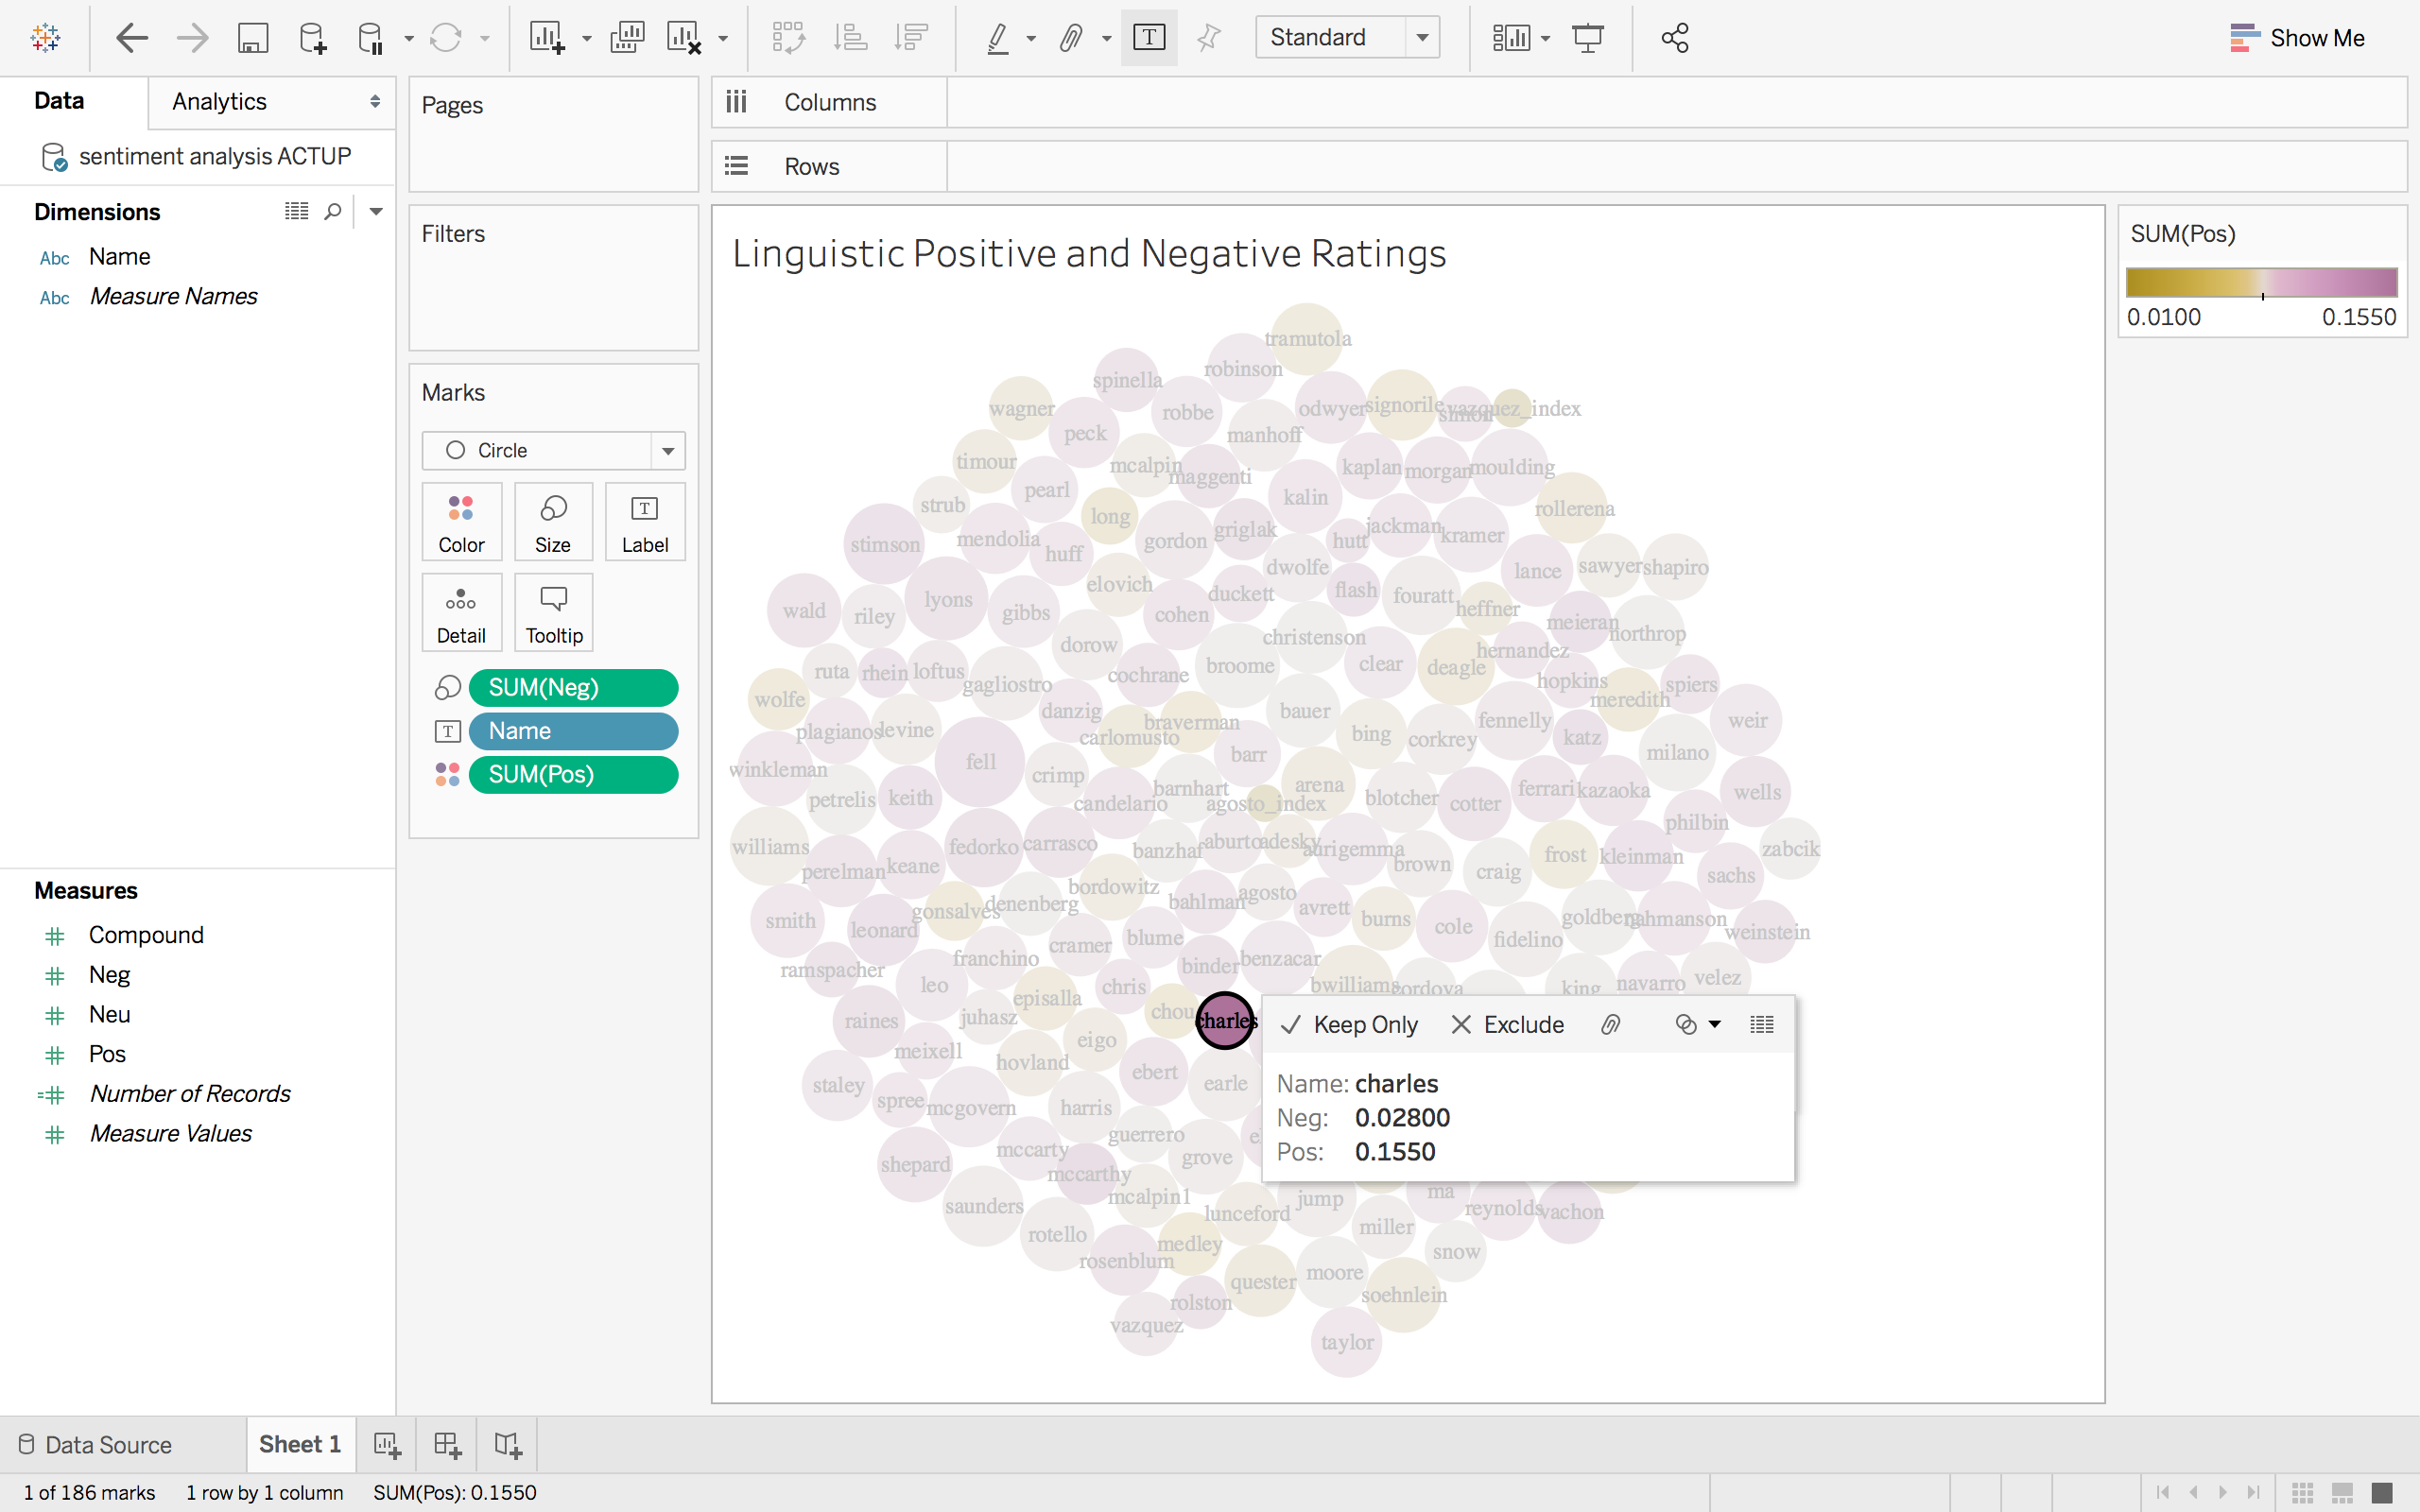 Standard
Show Me
Data
Analytics
sentiment analysis ACTUP
Dimensions
Abc Name
Abc Measure Names
Measures
Compound
Neg
Neu
Pos
Number of Records
Measure Values
Pages
Filters
Marks
Circle
Color Size Label
Detail Tooltip
SUM(Neg)
Name
SUM(Pos)
Columns
Rows
Linguistic Positive and Negative Ratings
tramutola
robinson
spinella
wagner robbe odwyer signorile simon vazquez_index
peck manhoff
timour mcalpin maggenti kaplan morgan moulding
pearl kalin
strub long rollerena
stimson mendolia huff gordon griglak hutt jackman kramer
elovich dwolfe lance sawyer shapiro
wald riley lyons gibbs cohen duckett flash fouratt heffner
dorow christenson meieran northrop
ruta rhein loftus gagliostro cochrane broome clear deagle hernandez
wolfe danzig braverman bauer hopkins meredith spiers
plagianos levine carlomusto barr bing corkrey fennelly katz weir
winkleman fell crimp milano
petrelis keith candelario barnhart agosto_index arena blotcher cotter ferrari kazaoka wells
williams fedorko carrasco banzhaf aburto adesky aurigemma philbin zabcik
perelman keane bordowitz brown craig frost kleinman sachs
smith leonard gonsalves denenberg bahlman agosto avrett burns cole goldberg nahmanson weinstein
franchino cramer blume fidelino
ramspacher leo episalla chris binder benzacar bwilliams cordova king navarro velez
raines juhasz chou charles
meixell hovland eigo
staley spree mcgovern harris ebert earle
guerrero
shepard mccarty mccarthy grove
saunders mcalpin1 lunceford jump ma reynolds vachon
rotello rosenblum medley miller snow
quester moore soehnlein
vazquez rolston
taylor
Keep Only Exclude
Name: charles
Neg: 0.02800
Pos: 0.1550
SUM(Pos)
0.0100 0.1550
Data Source
Sheet 1
1 of 186 marks 1 row by 1 column SUM(Pos): 0.1550